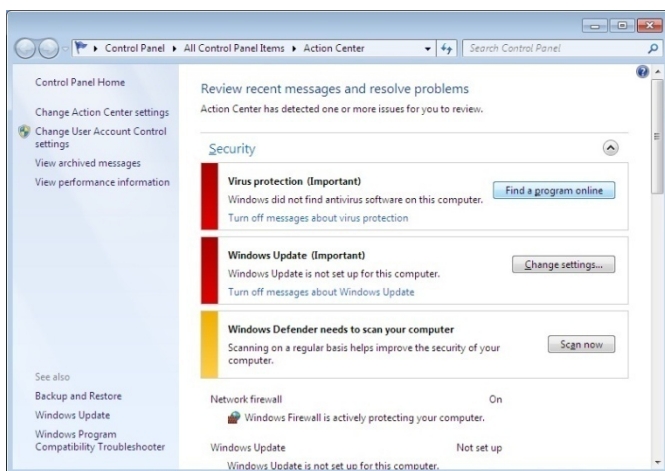 Control Panel ▸ All Control Panel Items ▸ Action Center
Search Control Panel
Control Panel Home
Change Action Center settings
Change User Account Control
settings
View archived messages
View performance information
See also
Backup and Restore
Windows Update
Windows Program
Compatibility Troubleshooter
Review recent messages and resolve problems
Action Center has detected one or more issues for you to review.
Security
Virus protection (Important)
Windows did not find antivirus software on this computer.
Turn off messages about virus protection
Find a program online
Windows Update (Important)
Windows Update is not set up for this computer.
Turn off messages about Windows Update
Change settings...
Windows Defender needs to scan your computer
Scanning on a regular basis helps improve the security of your
computer.
Scan now
Network firewall On
Windows Firewall is actively protecting your computer.
Windows Update Not set up
Windows Update is not set up for this computer.